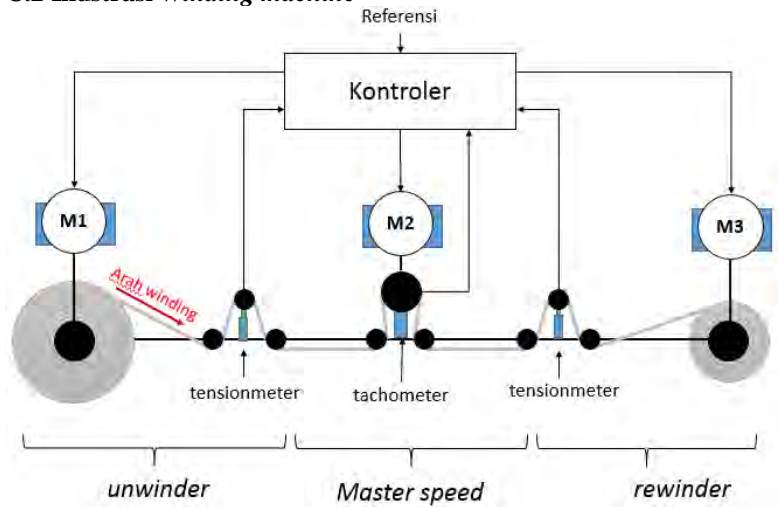 Referensi
Kontroler
M1
M2
M3
Arah winding
tensionmeter
tachometer
tensionmeter
unwinder
Master speed
rewinder